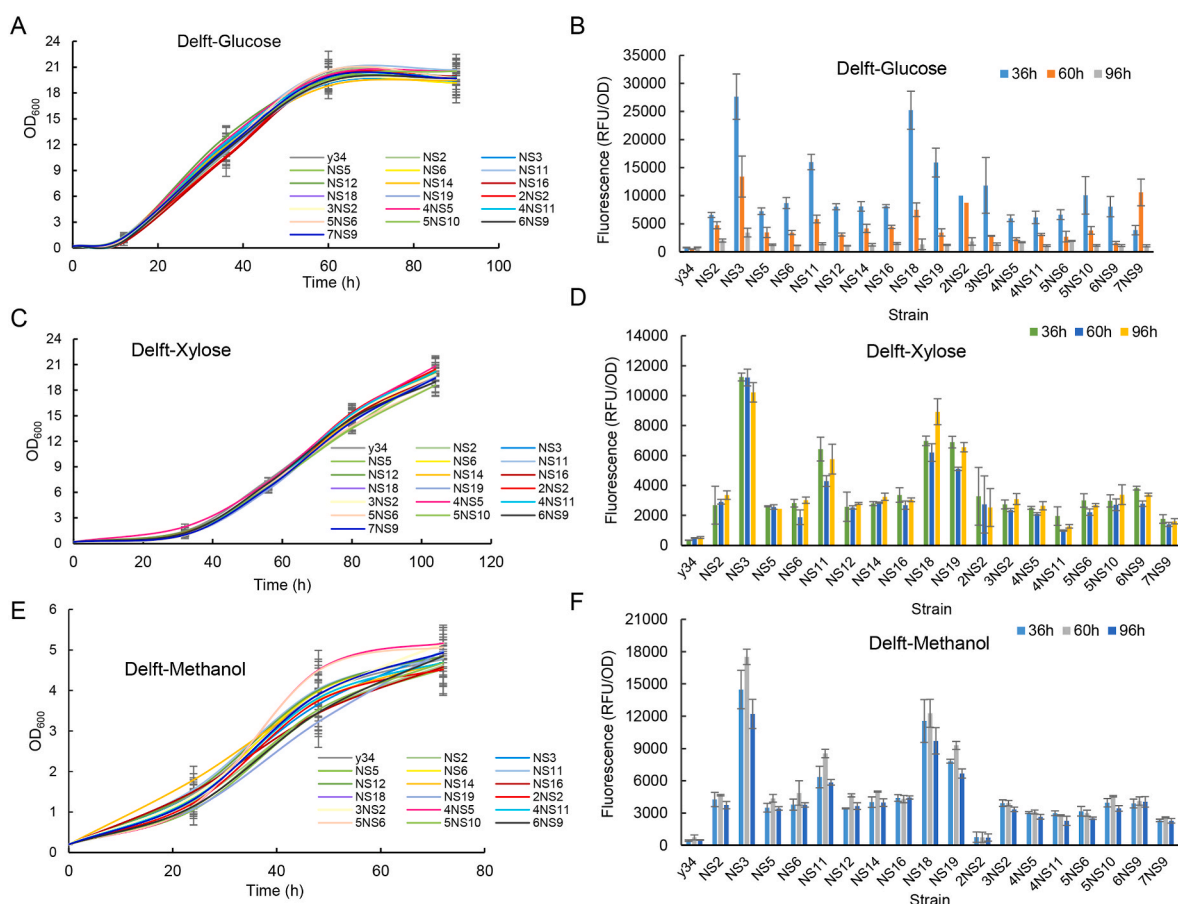 A
Delft-Glucose
24
21
18
15
12
9
6
3
0
OD600
0 20 40 60 80 100
Time (h)
y34 NS2 NS3
NS5 NS6 NS11
NS12 NS14 NS16
NS18 NS19 2NS2
3NS2 4NS5 4NS11
5NS6 5NS10 6NS9
7NS9
B
Delft-Glucose
36h 60h 96h
35000
30000
25000
20000
15000
10000
5000
0
Fluorescence (RFU/OD)
y34 NS2 NS3 NS5 NS6 NS11 NS12 NS14 NS16 NS18 NS19 2NS2 3NS2 4NS5 4NS11 5NS6 5NS10 6NS9 7NS9
Strain
C
Delft-Xylose
24
21
18
15
12
9
6
3
0
OD600
0 20 40 60 80 100 120
Time (h)
y34 NS2 NS3
NS5 NS6 NS11
NS12 NS14 NS16
NS18 NS19 2NS2
3NS2 4NS5 4NS11
5NS6 5NS10 6NS9
7NS9
D
36h 60h 96h
Delft-Xylose
14000
12000
10000
8000
6000
4000
2000
0
Fluorescence (RFU/OD)
y34 NS2 NS3 NS5 NS6 NS11 NS12 NS14 NS16 NS18 NS19 2NS2 3NS2 4NS5 4NS11 5NS6 5NS10 6NS9 7NS9
Strain
E
Delft-Methanol
6
5
4
3
2
1
0
OD600
0 20 40 60 80
Time (h)
y34 NS2 NS3
NS5 NS6 NS11
NS12 NS14 NS16
NS18 NS19 2NS2
3NS2 4NS5 4NS11
5NS6 5NS10 6NS9
F
36h 60h 96h
Delft-Methanol
21000
18000
15000
12000
9000
6000
3000
0
Fluorescence (RFU/OD)
y34 NS2 NS3 NS5 NS6 NS11 NS12 NS14 NS16 NS18 NS19 2NS2 3NS2 4NS5 4NS11 5NS6 5NS10 6NS9 7NS9
Strain